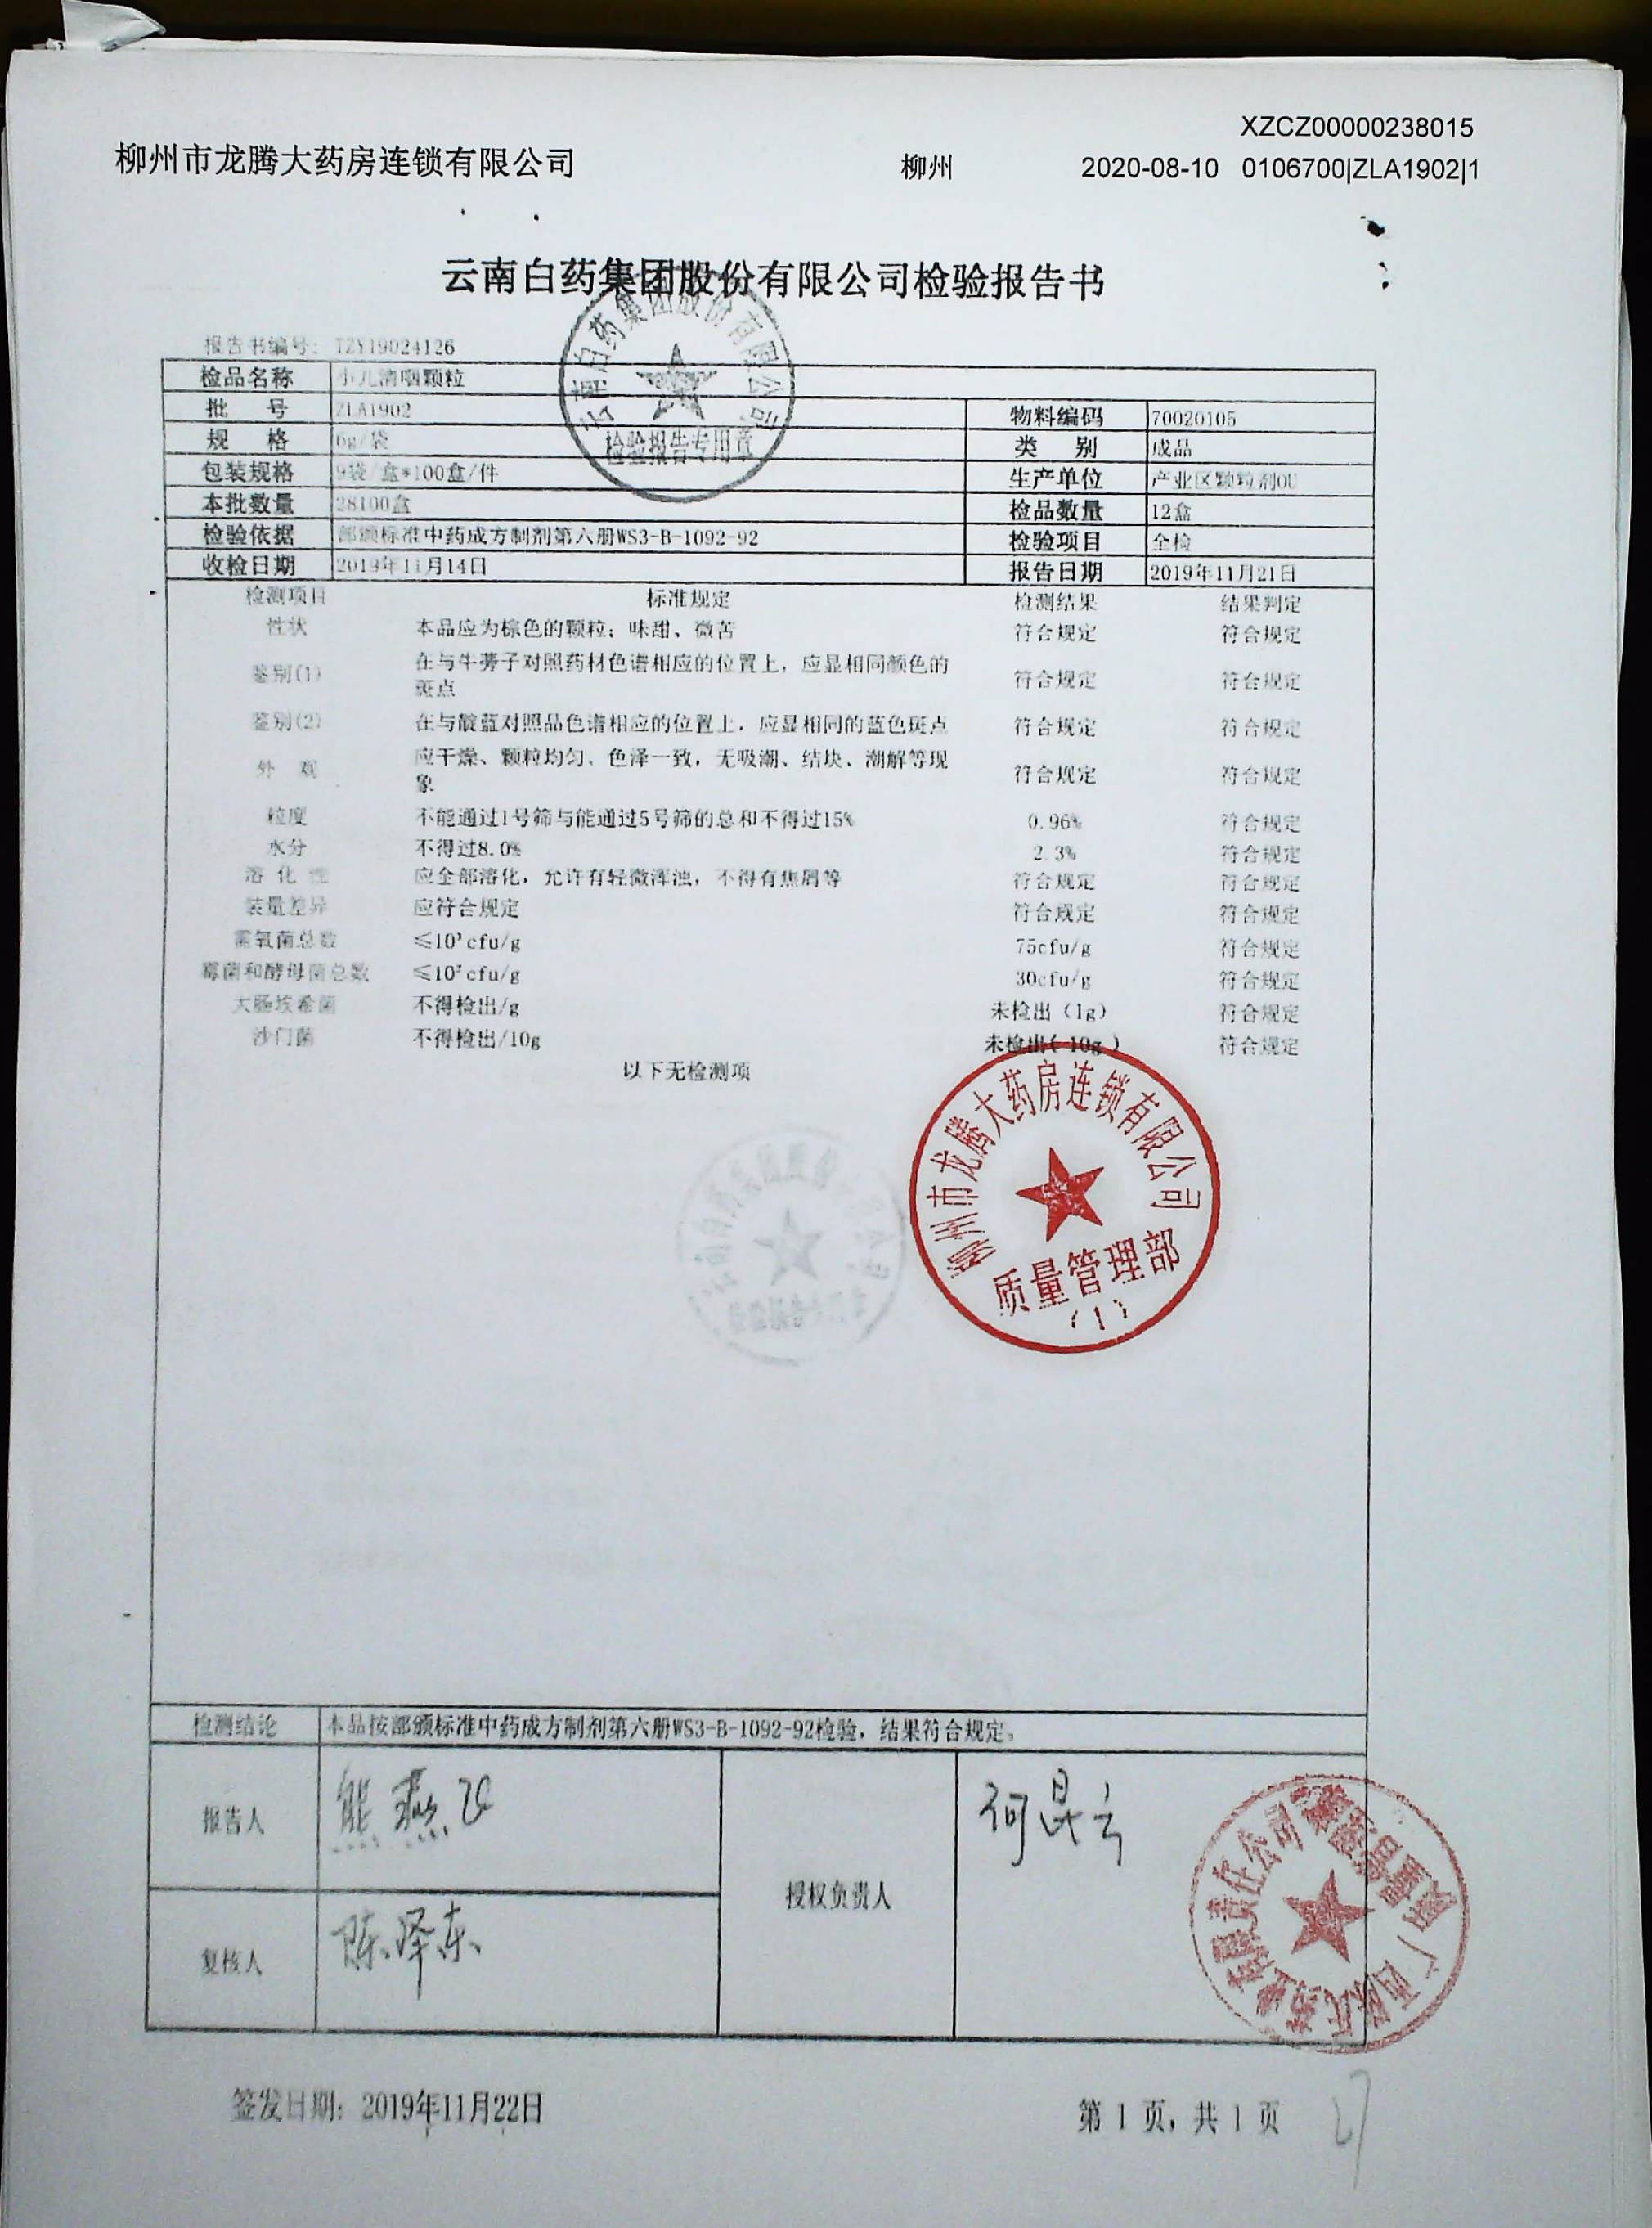 XZCZ00000238015
柳州市龙腾大药房连锁有限公司 柳州 2020-08-10 0106700|ZLA1902|1
云南白药集团股份有限公司检验报告书
云南白药集团股份有限公司
检验报告专用章
报告书编号: TZY19024126
检品名称 小儿清咽颗粒
批 号 ZLA1902 物料编码 70020105
规 格 6g/袋 类 别 成品
包装规格 9袋/盒*100盒/件 生产单位 产业区颗粒剂OU
本批数量 28100盒 检品数量 12盒
检验依据 部颁标准中药成方制剂第六册WS3-B-1092-92 检验项目 全检
收检日期 2019年11月14日 报告日期 2019年11月21日
检测项目 标准规定 检测结果 结果判定
性状 本品应为棕色的颗粒;味甜、微苦 符合规定 符合规定
鉴别(1) 在与牛蒡子对照药材色谱相应的位置上,应显相同颜色的斑点 符合规定 符合规定
鉴别(2) 在与靛蓝对照品色谱相应的位置上,应显相同的蓝色斑点 符合规定 符合规定
外 观 应干燥、颗粒均匀、色泽一致,无吸潮、结块、潮解等现象 符合规定 符合规定
粒度 不能通过1号筛与能通过5号筛的总和不得过15% 0.96% 符合规定
水分 不得过8.0% 2.3% 符合规定
溶 化 性 应全部溶化,允许有轻微浑浊,不得有焦屑等 符合规定 符合规定
装量差异 应符合规定 符合规定 符合规定
需氧菌总数 ≤10³cfu/g 75cfu/g 符合规定
霉菌和酵母菌总数 ≤10²cfu/g 30cfu/g 符合规定
大肠埃希菌 不得检出/g 未检出(1g) 符合规定
沙门菌 不得检出/10g 未检出(10g) 符合规定
以下无检测项
柳州市龙腾大药房连锁有限公司
质量管理部
(1)
检测结论 本品按部颁标准中药成方制剂第六册WS3-B-1092-92检验,结果符合规定。
报告人 熊燕飞
授权负责人 何昆云
复核人 陈泽东
签发日期: 2019年11月22日
第 1 页,共 1 页